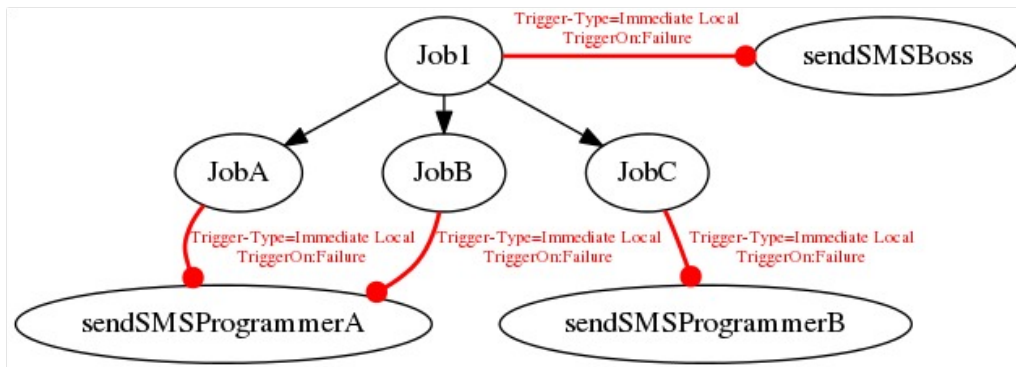 Trigger-Type=Immediate Local
TriggerOn:Failure
Job1
sendSMSBoss
JobA
JobB
JobC
Trigger-Type=Immediate Local
TriggerOn:Failure
Trigger-Type=Immediate Local
TriggerOn:Failure
Trigger-Type=Immediate Local
TriggerOn:Failure
sendSMSProgrammerA
sendSMSProgrammerB